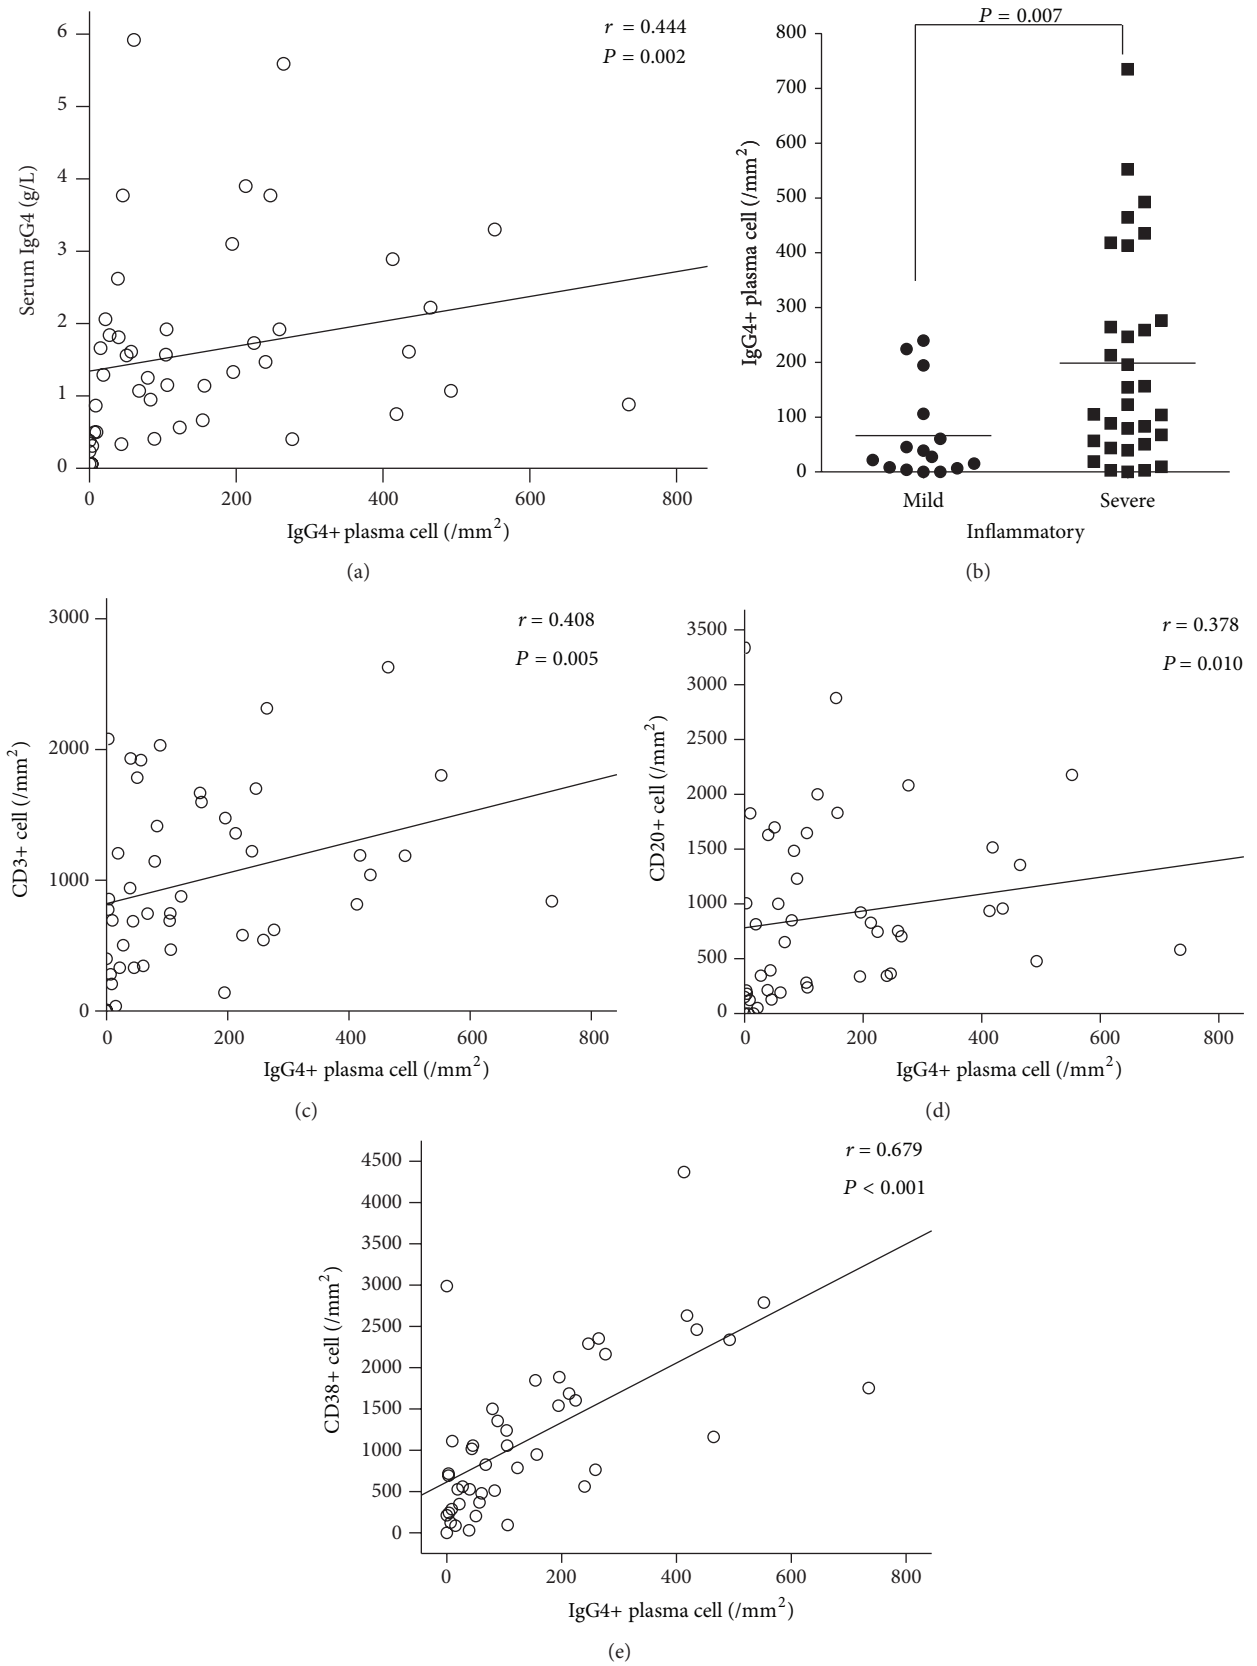 r = 0.444
P = 0.002
6
5
4
3
2
1
0
Serum IgG4 (g/L)
0 200 400 600 800
IgG4+ plasma cell (/mm²)
(a)
P = 0.007
800
700
600
500
400
300
200
100
0
IgG4+ plasma cell (/mm²)
Mild Severe
Inflammatory
(b)
r = 0.408
P = 0.005
3000
2000
1000
0
CD3+ cell (/mm²)
0 200 400 600 800
IgG4+ plasma cell (/mm²)
(c)
r = 0.378
P = 0.010
3500
3000
2500
2000
1500
1000
500
0
CD20+ cell (/mm²)
0 200 400 600 800
IgG4+ plasma cell (/mm²)
(d)
r = 0.679
P < 0.001
4500
4000
3500
3000
2500
2000
1500
1000
500
0
CD38+ cell (/mm²)
0 200 400 600 800
IgG4+ plasma cell (/mm²)
(e)